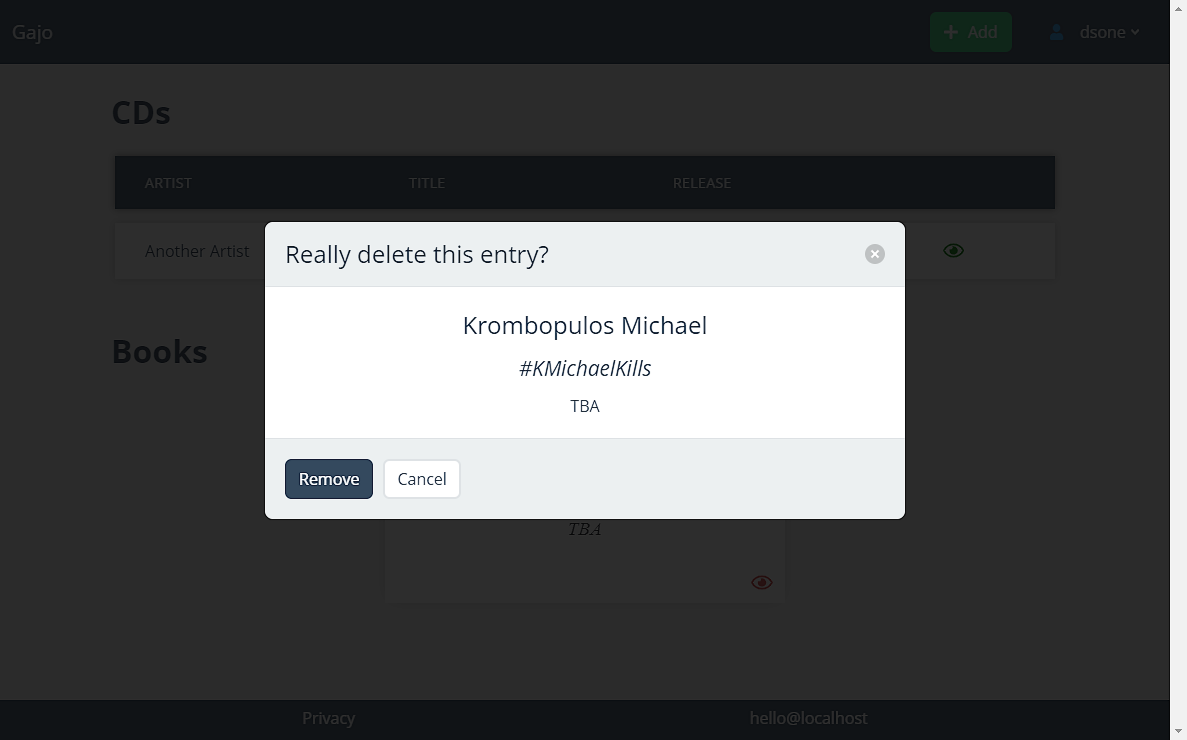 Gajo
Add
dsone
CDs
ARTIST TITLE RELEASE
Another Artist
Really delete this entry?
Krombopulos Michael
#KMichaelKills
TBA
Remove Cancel
Books
TBA
Privacy
hello@localhost